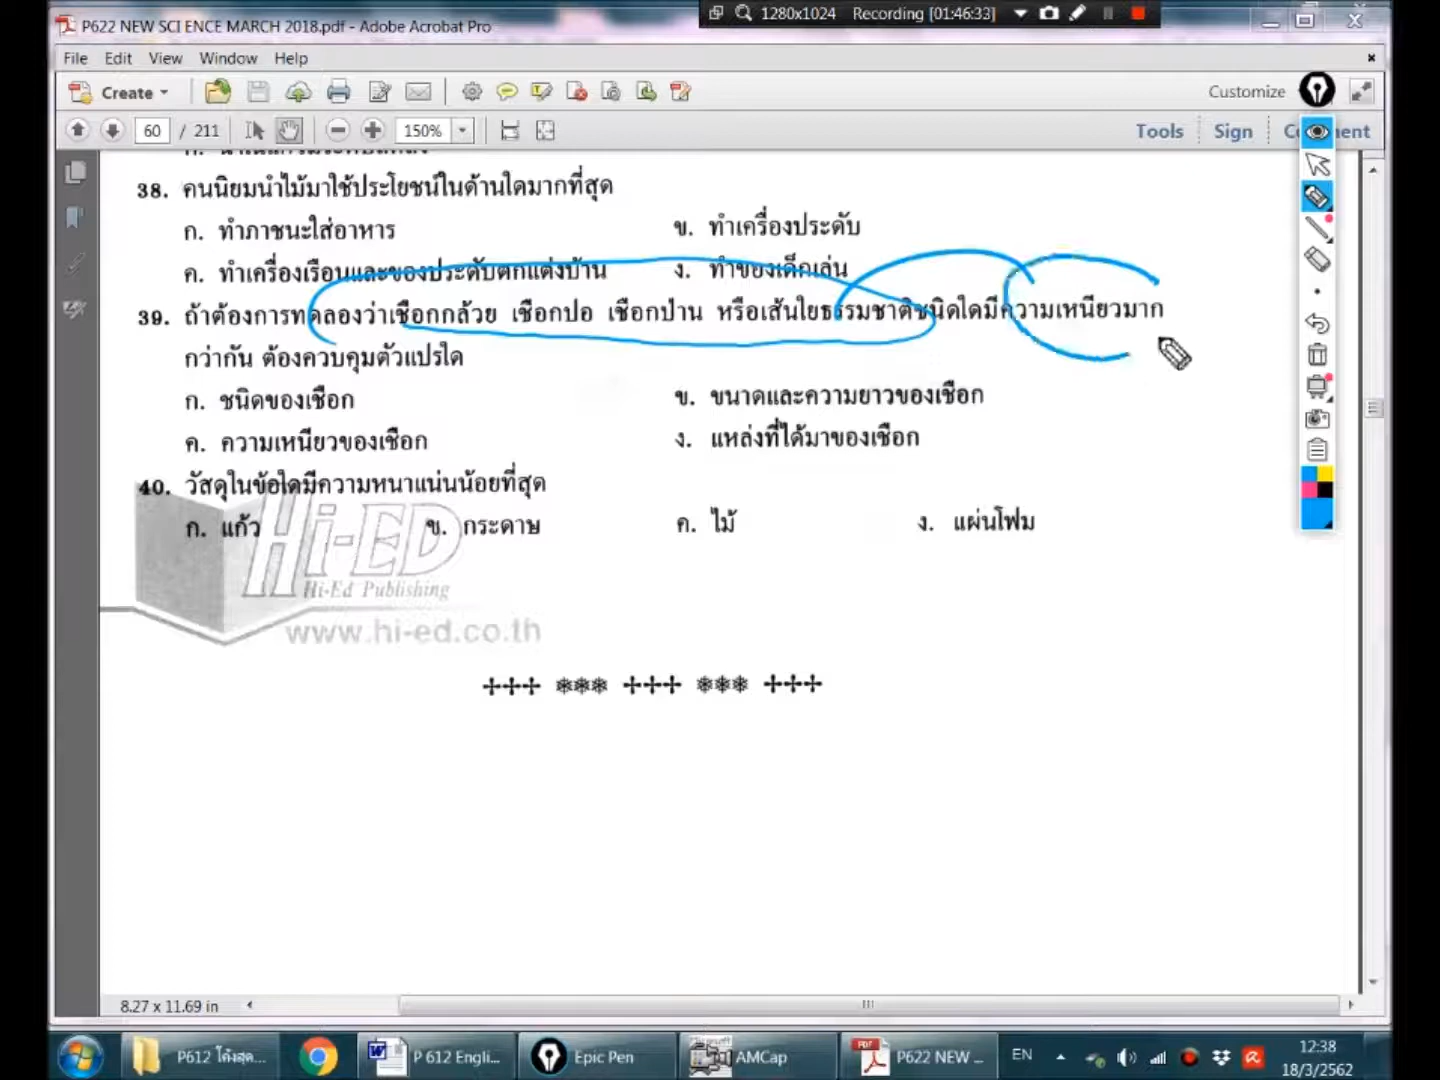 P622 NEW SCI ENCE MARCH 2018.pdf - Adobe Acrobat Pro
1280x1024 Recording [01:46:33]
File Edit View Window Help
Create Customize
60 / 211 150% Tools Sign
38. คนนิยมนำไม้มาใช้ประโยชน์ในด้านใดมากที่สุด
ก. ทำภาชนะใส่อาหาร ข. ทำเครื่องประดับ
ค. ทำเครื่องเรือนและของประดับตกแต่งบ้าน ง. ทำของเด็กเล่น
39. ถ้าต้องการทดลองว่าเชือกกล้วย เชือกปอ เชือกป่าน หรือเส้นใยธรรมชาติชนิดใดมีความเหนียวมาก
กว่ากัน ต้องควบคุมตัวแปรใด
ก. ชนิดของเชือก ข. ขนาดและความยาวของเชือก
ค. ความเหนียวของเชือก ง. แหล่งที่ได้มาของเชือก
40. วัสดุในข้อใดมีความหนาแน่นน้อยที่สุด
ก. แก้ว ข. กระดาษ ค. ไม้ ง. แผ่นโฟม
Hi-ED
Hi-Ed Publishing
www.hi-ed.co.th
8.27 x 11.69 in
P612 โค้งสุด... P 612 Engli... Epic Pen AMCap P622 NEW ... EN 12:38
18/3/2562